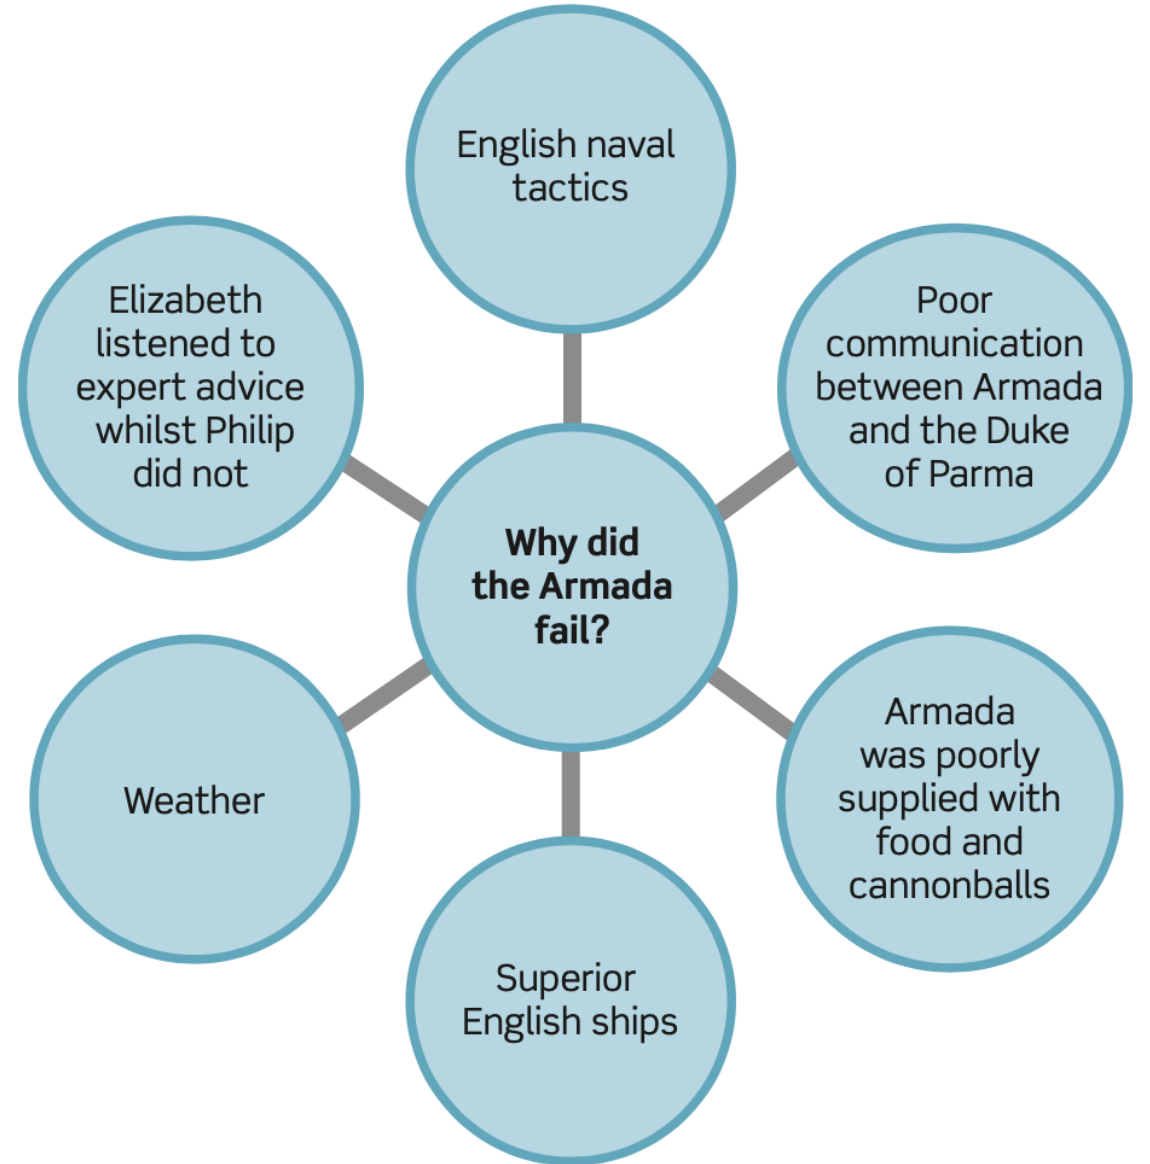 English naval
tactics
Elizabeth
listened to
expert advice
whilst Philip
did not
Poor
communication
between Armada
and the Duke
of Parma
Why did
the Armada
fail?
Weather
Armada
was poorly
supplied with
food and
cannonballs
Superior
English ships